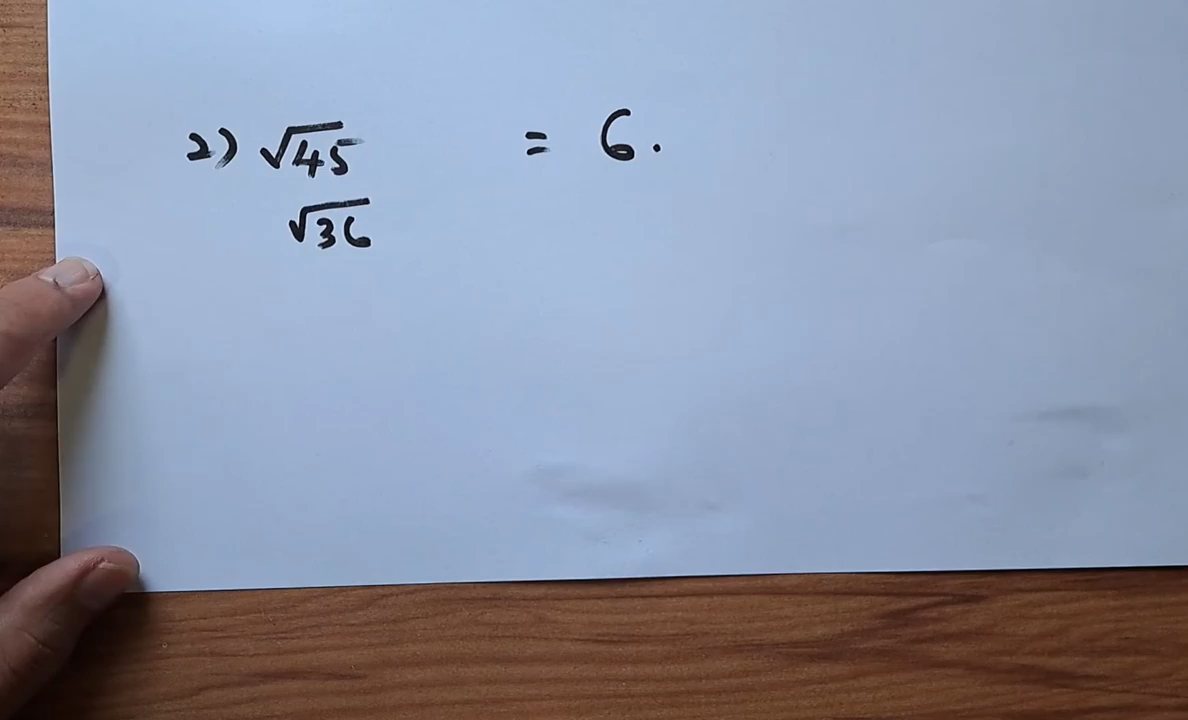 2) √45 = 6.
√36